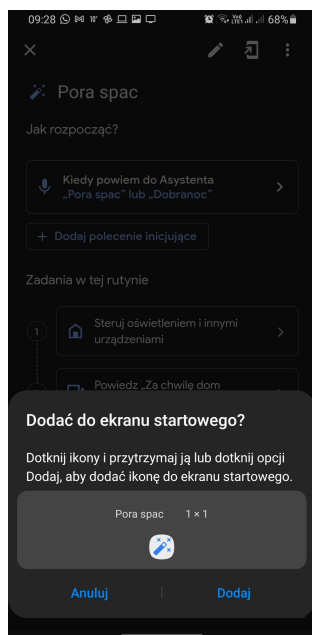 09:28 68%
Pora spac
Jak rozpocząć?
Kiedy powiem do Asystenta
„Pora spac” lub „Dobranoc”
+ Dodaj polecenie inicjujące
Zadania w tej rutynie
1
Steruj oświetleniem i innymi
urządzeniami
Powiedz „Za chwilę dom
Dodać do ekranu startowego?
Dotknij ikony i przytrzymaj ją lub dotknij opcji
Dodaj, aby dodać ikonę do ekranu startowego.
Pora spac 1 × 1
Anuluj Dodaj